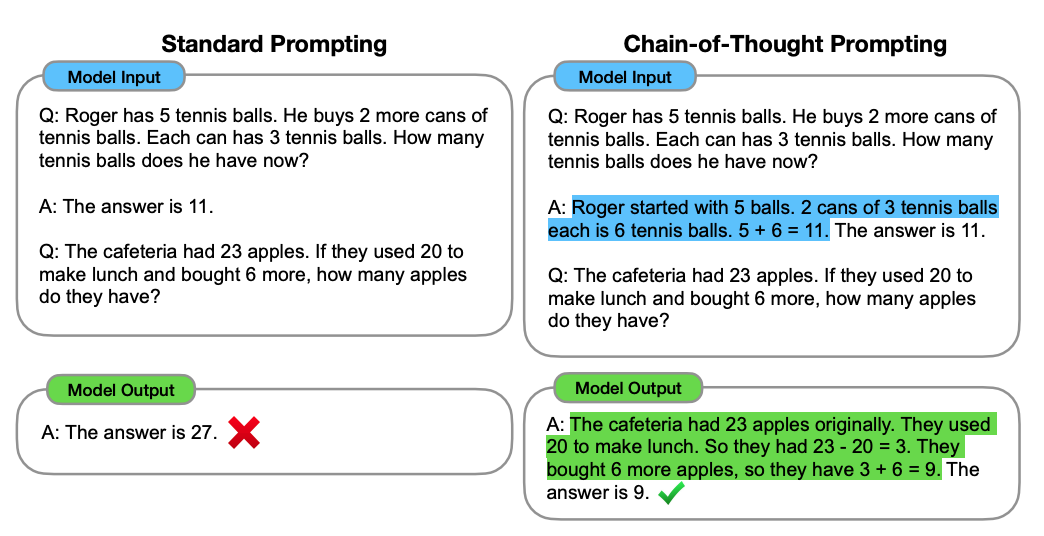 Standard Prompting
Model Input
Q: Roger has 5 tennis balls. He buys 2 more cans of
tennis balls. Each can has 3 tennis balls. How many
tennis balls does he have now?
A: The answer is 11.
Q: The cafeteria had 23 apples. If they used 20 to
make lunch and bought 6 more, how many apples
do they have?
Model Output
A: The answer is 27.
Chain-of-Thought Prompting
Model Input
Q: Roger has 5 tennis balls. He buys 2 more cans of
tennis balls. Each can has 3 tennis balls. How many
tennis balls does he have now?
A: Roger started with 5 balls. 2 cans of 3 tennis balls
each is 6 tennis balls. 5 + 6 = 11. The answer is 11.
Q: The cafeteria had 23 apples. If they used 20 to
make lunch and bought 6 more, how many apples
do they have?
Model Output
A: The cafeteria had 23 apples originally. They used
20 to make lunch. So they had 23 - 20 = 3. They
bought 6 more apples, so they have 3 + 6 = 9. The
answer is 9.